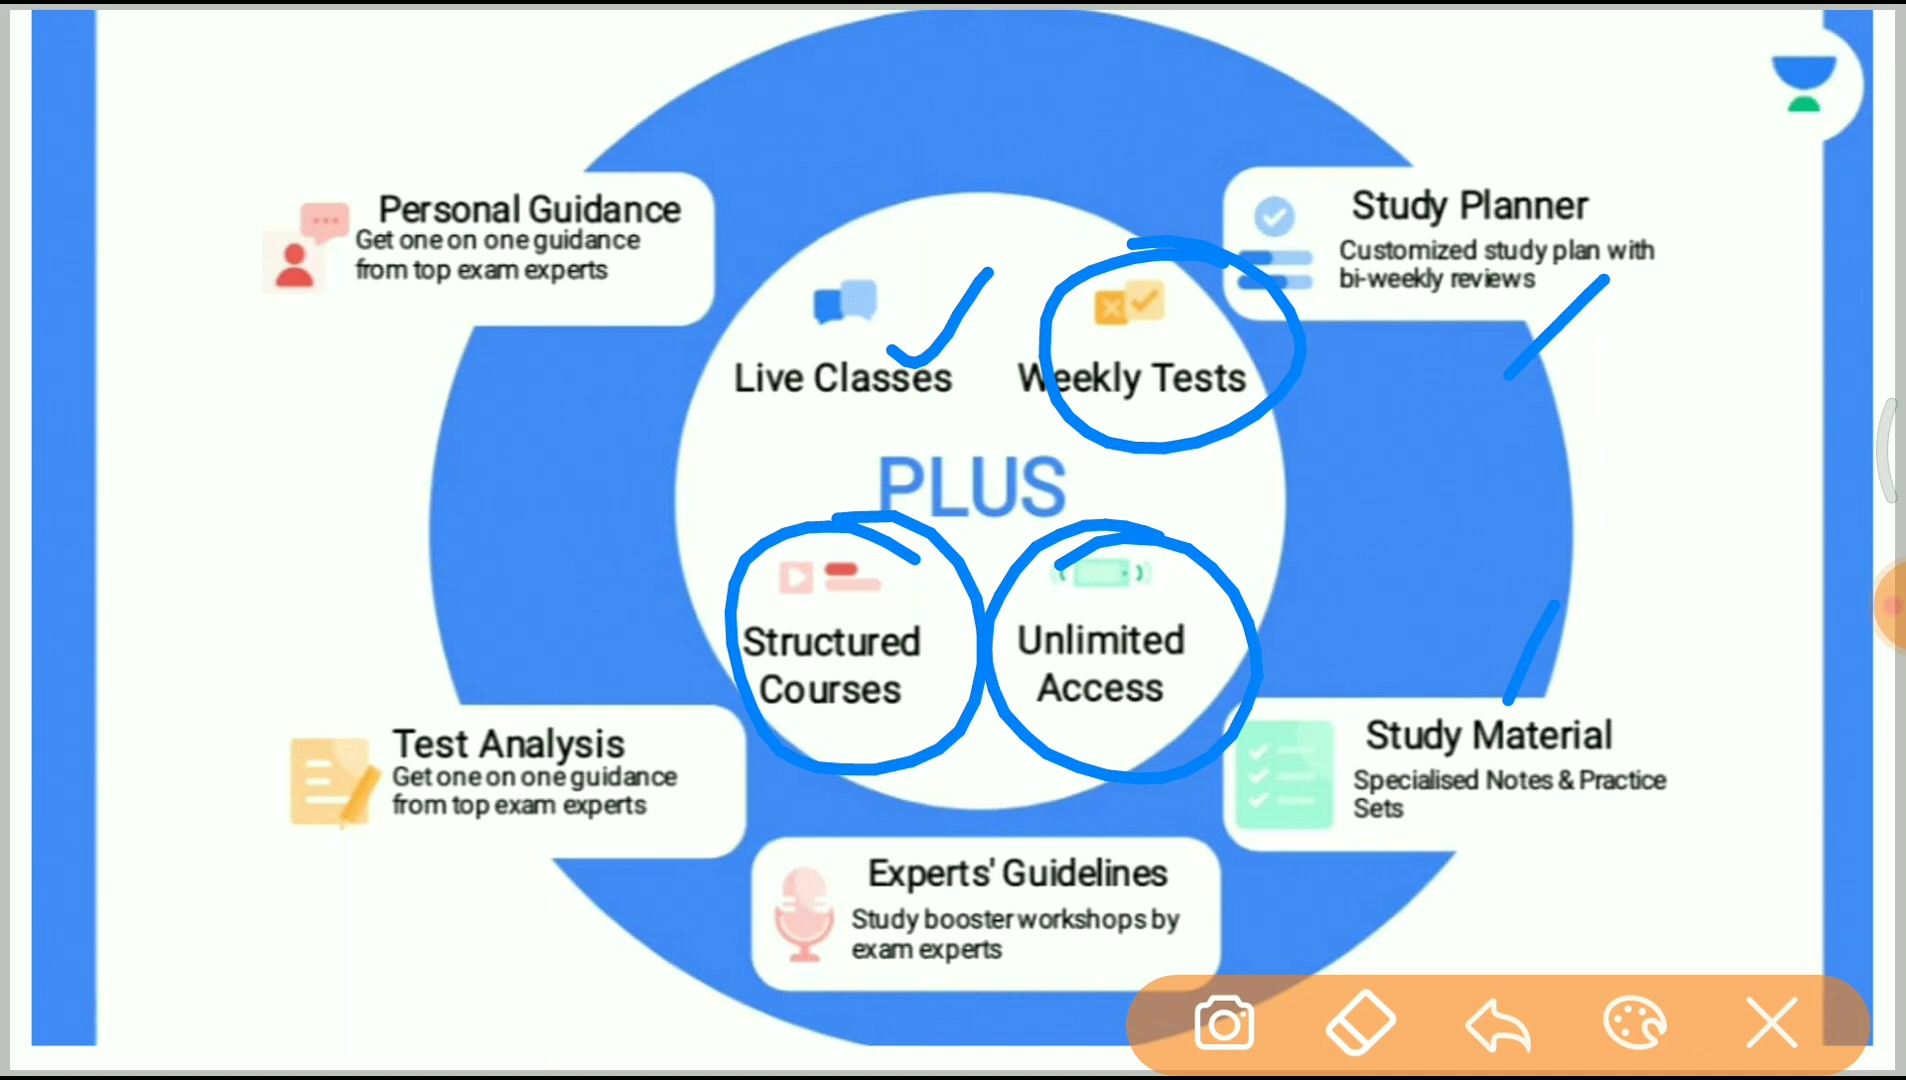 Personal Guidance
Get one on one guidance
from top exam experts
Study Planner
Customized study plan with
bi-weekly reviews
Live Classes
Weekly Tests
PLUS
Structured
Courses
Unlimited
Access
Test Analysis
Get one on one guidance
from top exam experts
Study Material
Specialised Notes & Practice
Sets
Experts' Guidelines
Study booster workshops by
exam experts